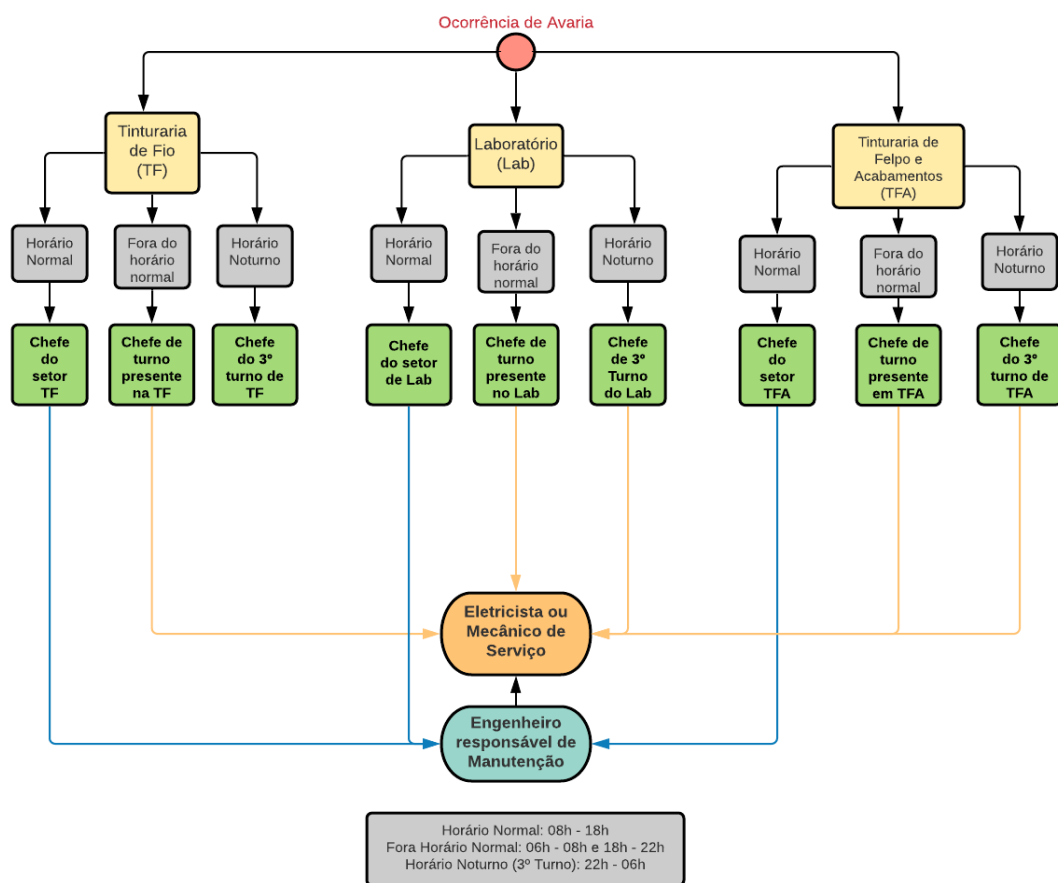 Ocorrência de Avaria
Tinturaria
de Fio
(TF)
Laboratório
(Lab)
Tinturaria de
Felpo e
Acabamentos
(TFA)
Horário
Normal
Fora do
horário
normal
Horário
Noturno
Horário
Normal
Fora do
horário
normal
Horário
Noturno
Horário
Normal
Fora do
horário
normal
Horário
Noturno
Chefe
do
setor
TF
Chefe de
turno
presente
na TF
Chefe
do 3º
turno de
TF
Chefe
do setor
de Lab
Chefe de
turno
presente
no Lab
Chefe
de 3º
Turno
do Lab
Chefe
do
setor
TFA
Chefe de
turno
presente
em TFA
Chefe
do 3º
turno de
TFA
Eletricista ou
Mecânico de
Serviço
Engenheiro
responsável de
Manutenção
Horário Normal: 08h - 18h
Fora Horário Normal: 06h - 08h e 18h - 22h
Horário Noturno (3º Turno): 22h - 06h